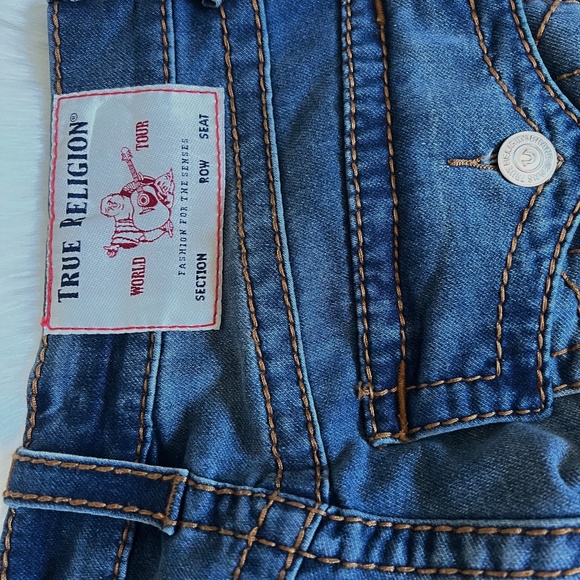 TRUE RELIGION®
WORLD TOUR
FASHION FOR THE SENSES
SECTION ROW SEAT